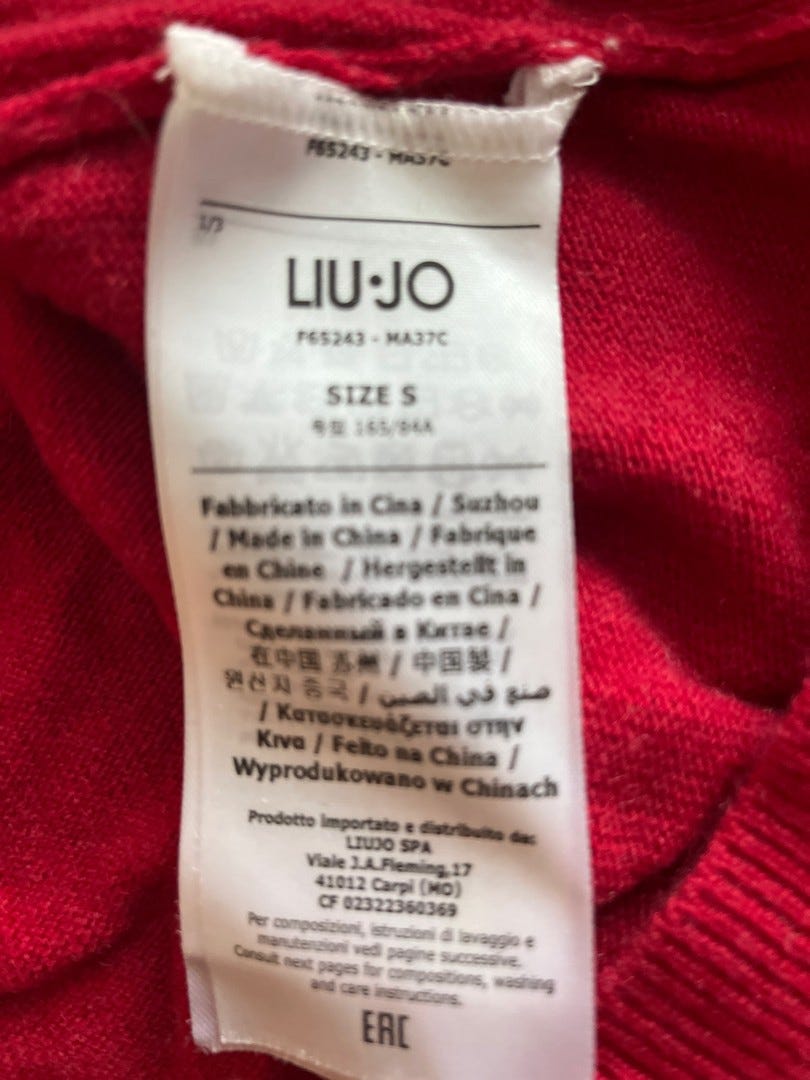 F65243 - MA37C
1/3
LIU·JO
F65243 - MA37C
SIZE S
号型 165/84A
Fabbricato in Cina / Suzhou
/ Made in China / Fabrique
en Chine / Hergestellt in
China / Fabricado en Cina /
Сделанный в Китае /
在中国 苏州 / 中国製 /
원산지 중국 / صنع في الصين
/ Κατασκευάζεται στην
Κινα / Feito na China /
Wyprodukowano w Chinach
Prodotto importato e distribuito da:
LIUJO SPA
Viale J.A.Fleming,17
41012 Carpi (MO)
CF 02322360369
Per composizioni, istruzioni di lavaggio e
manutenzioni vedi pagine successive.
Consult next pages for compositions, washing
and care instructions.
EAC